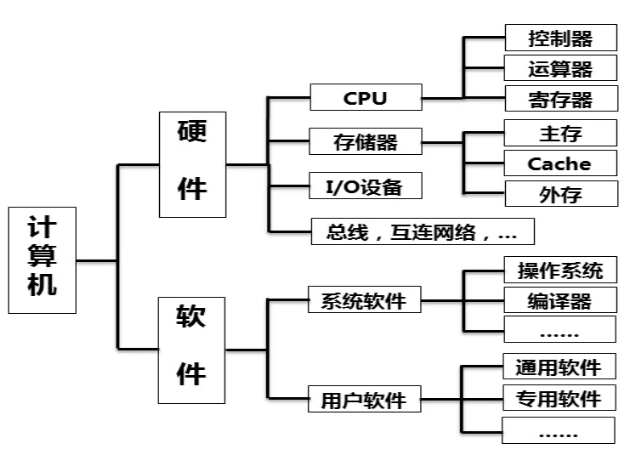 计算机
硬件
CPU
控制器
运算器
寄存器
存储器
主存
Cache
外存
I/O设备
总线，互连网络，...
软件
系统软件
操作系统
编译器
......
用户软件
通用软件
专用软件
......